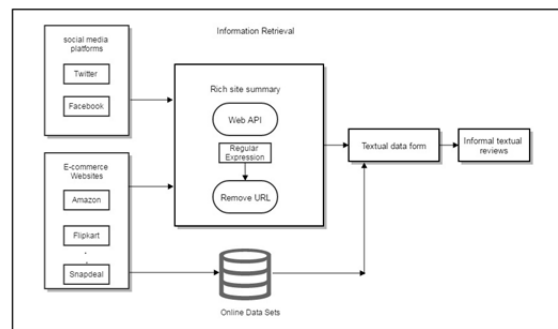 Information Retrieval
social media
platforms
Twitter
Facebook
E-commerce
Websites
Amazon
Flipkart
.
.
Snapdeal
Rich site summary
Web API
Regular
Expression
Remove URL
Online Data Sets
Textual data form
Informal textual
reviews